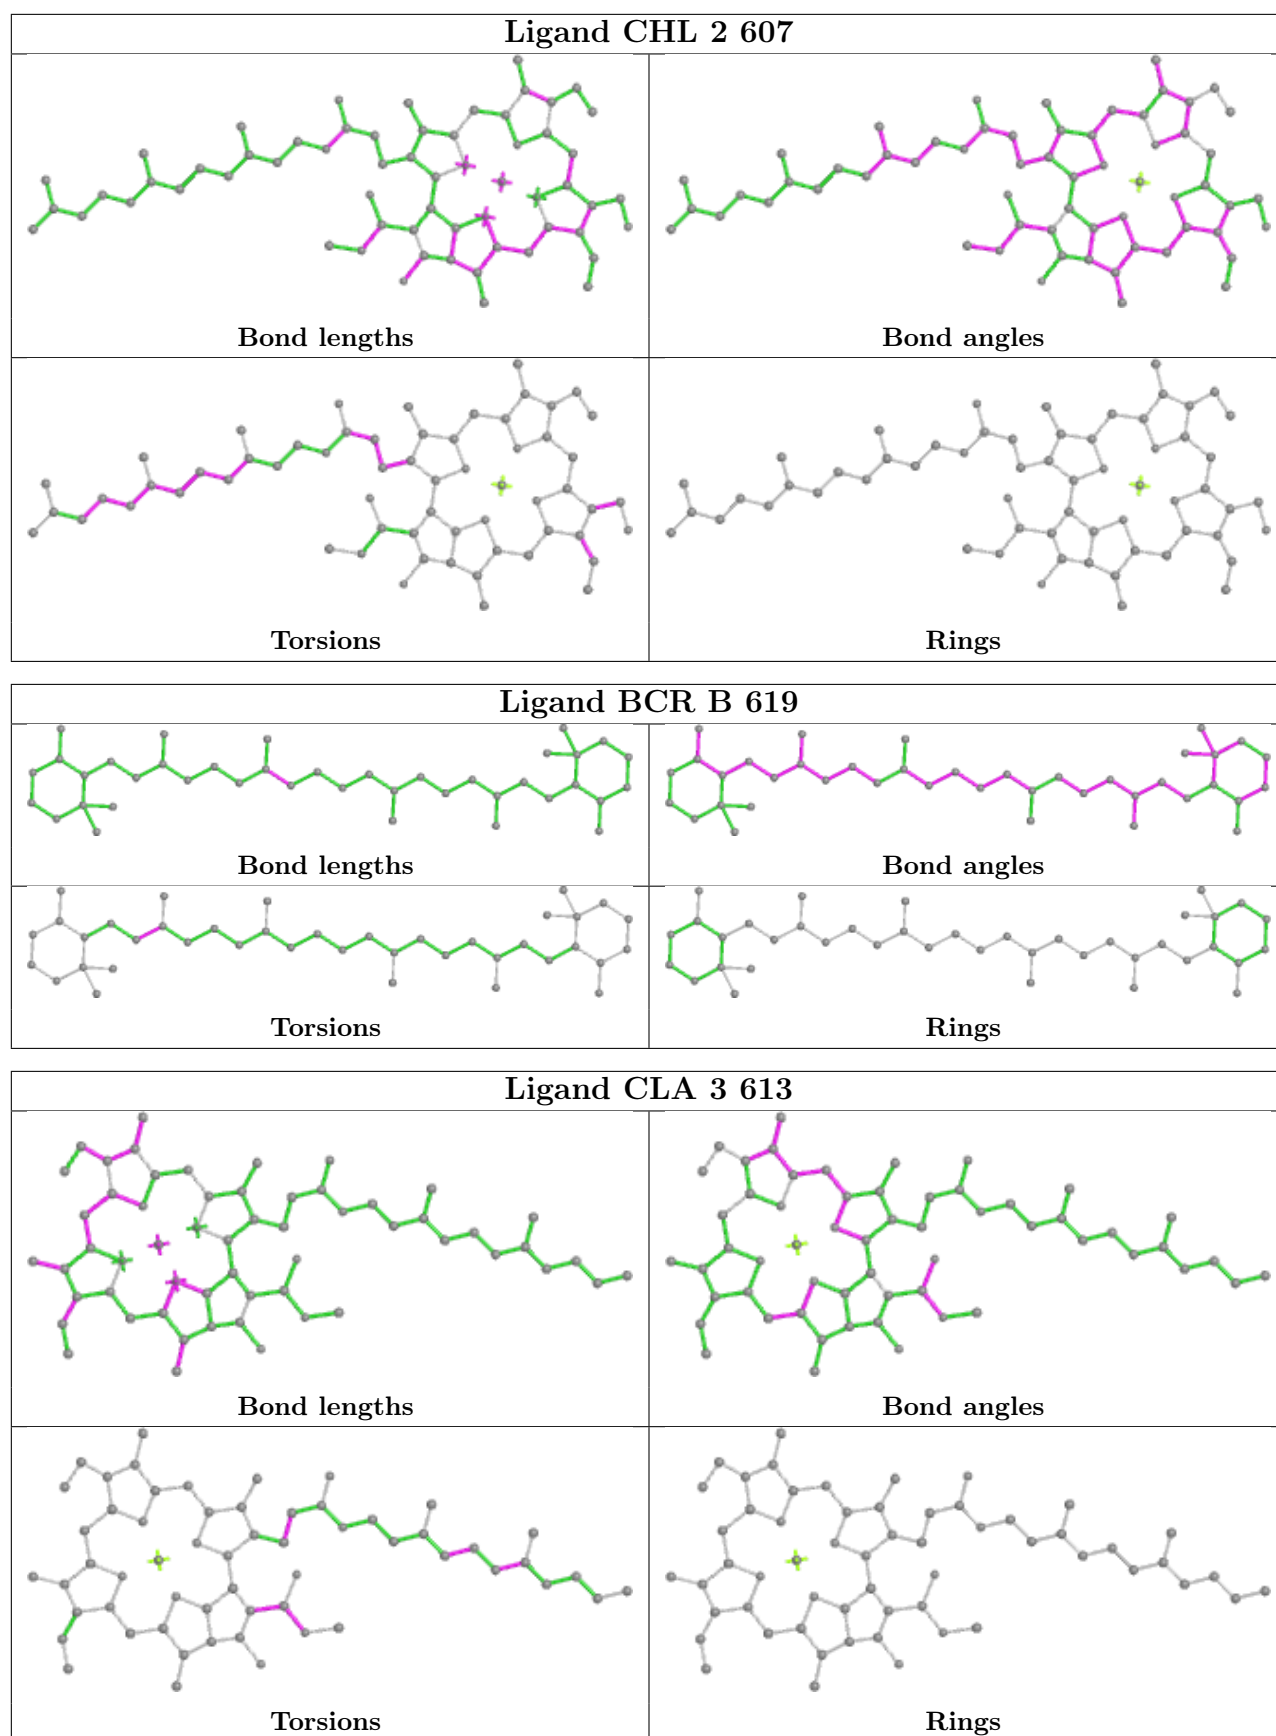 Ligand CHL 2 607
Bond lengths
Bond angles
Torsions
Rings
Ligand BCR B 619
Bond lengths
Bond angles
Torsions
Rings
Ligand CLA 3 613
Bond lengths
Bond angles
Torsions
Rings